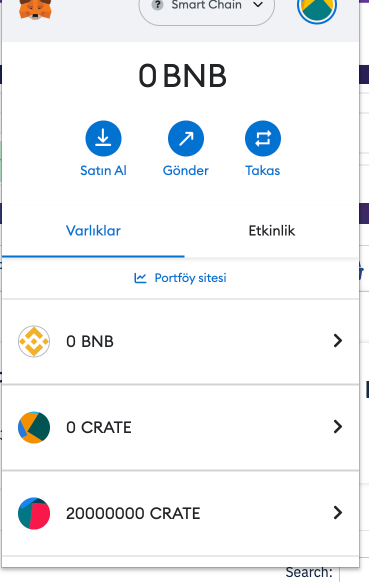 Smart Chain
0 BNB
Satın Al
Gönder
Takas
Varlıklar
Etkinlik
Portföy sitesi
0 BNB
0 CRATE
20000000 CRATE
Search: